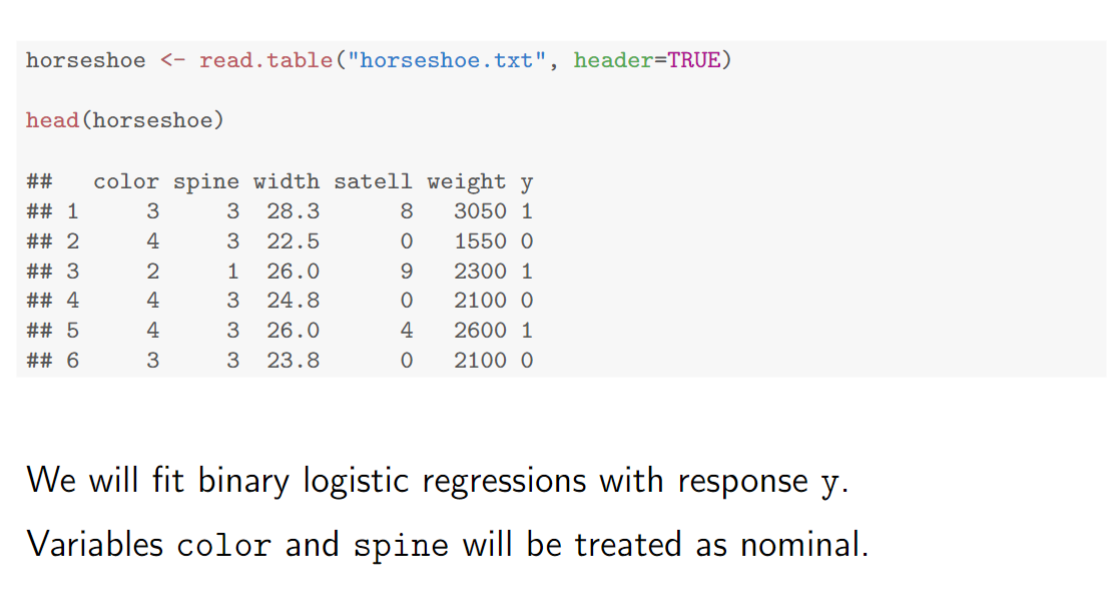 horseshoe <- read.table("horseshoe.txt", header=TRUE)
head(horseshoe)
##   color spine width satell weight y
## 1     3     3  28.3      8   3050 1
## 2     4     3  22.5      0   1550 0
## 3     2     1  26.0      9   2300 1
## 4     4     3  24.8      0   2100 0
## 5     4     3  26.0      4   2600 1
## 6     3     3  23.8      0   2100 0
We will fit binary logistic regressions with response y.
Variables color and spine will be treated as nominal.